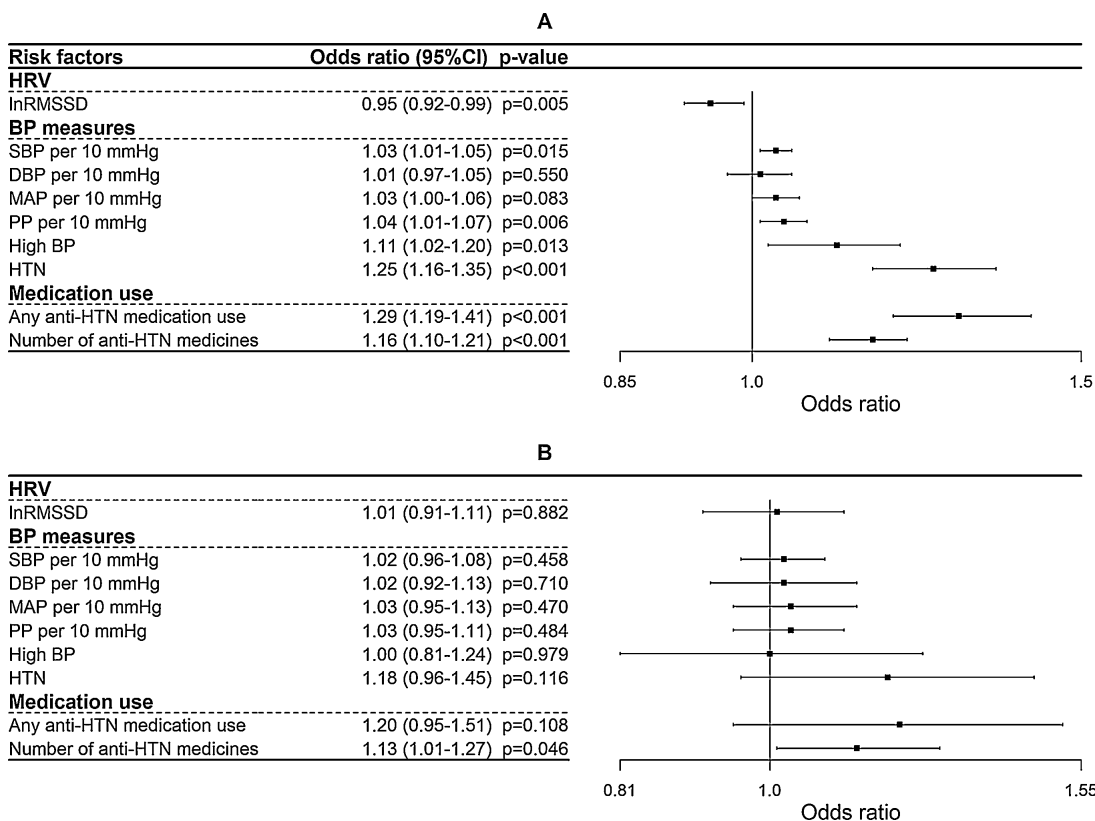 A
Risk factors Odds ratio (95%CI) p-value
HRV
lnRMSSD 0.95 (0.92-0.99) p=0.005
BP measures
SBP per 10 mmHg 1.03 (1.01-1.05) p=0.015
DBP per 10 mmHg 1.01 (0.97-1.05) p=0.550
MAP per 10 mmHg 1.03 (1.00-1.06) p=0.083
PP per 10 mmHg 1.04 (1.01-1.07) p=0.006
High BP 1.11 (1.02-1.20) p=0.013
HTN 1.25 (1.16-1.35) p<0.001
Medication use
Any anti-HTN medication use 1.29 (1.19-1.41) p<0.001
Number of anti-HTN medicines 1.16 (1.10-1.21) p<0.001
0.85 1.0 1.5
Odds ratio
B
HRV
lnRMSSD 1.01 (0.91-1.11) p=0.882
BP measures
SBP per 10 mmHg 1.02 (0.96-1.08) p=0.458
DBP per 10 mmHg 1.02 (0.92-1.13) p=0.710
MAP per 10 mmHg 1.03 (0.95-1.13) p=0.470
PP per 10 mmHg 1.03 (0.95-1.11) p=0.484
High BP 1.00 (0.81-1.24) p=0.979
HTN 1.18 (0.96-1.45) p=0.116
Medication use
Any anti-HTN medication use 1.20 (0.95-1.51) p=0.108
Number of anti-HTN medicines 1.13 (1.01-1.27) p=0.046
0.81 1.0 1.55
Odds ratio